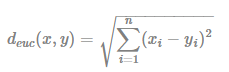 d_{euc}(x, y) = \sqrt{\sum_{i=1}^{n} (x_i - y_i)^2}